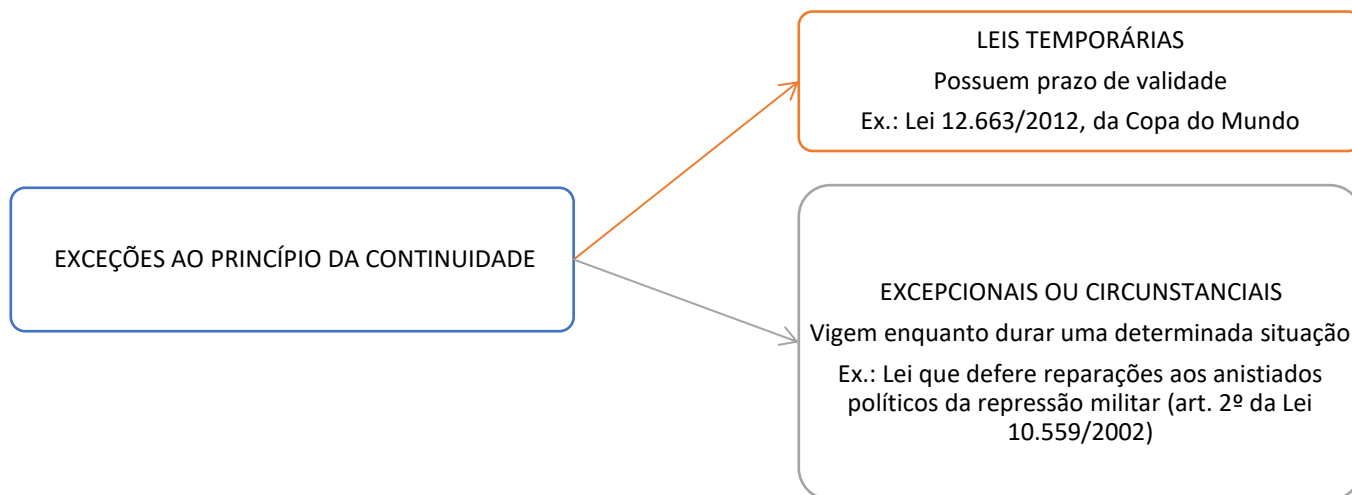 EXCEÇÕES AO PRINCÍPIO DA CONTINUIDADE
LEIS TEMPORÁRIAS
Possuem prazo de validade
Ex.: Lei 12.663/2012, da Copa do Mundo
EXCEPCIONAIS OU CIRCUNSTANCIAIS
Vigem enquanto durar uma determinada situação
Ex.: Lei que defere reparações aos anistiados
políticos da repressão militar (art. 2º da Lei
10.559/2002)